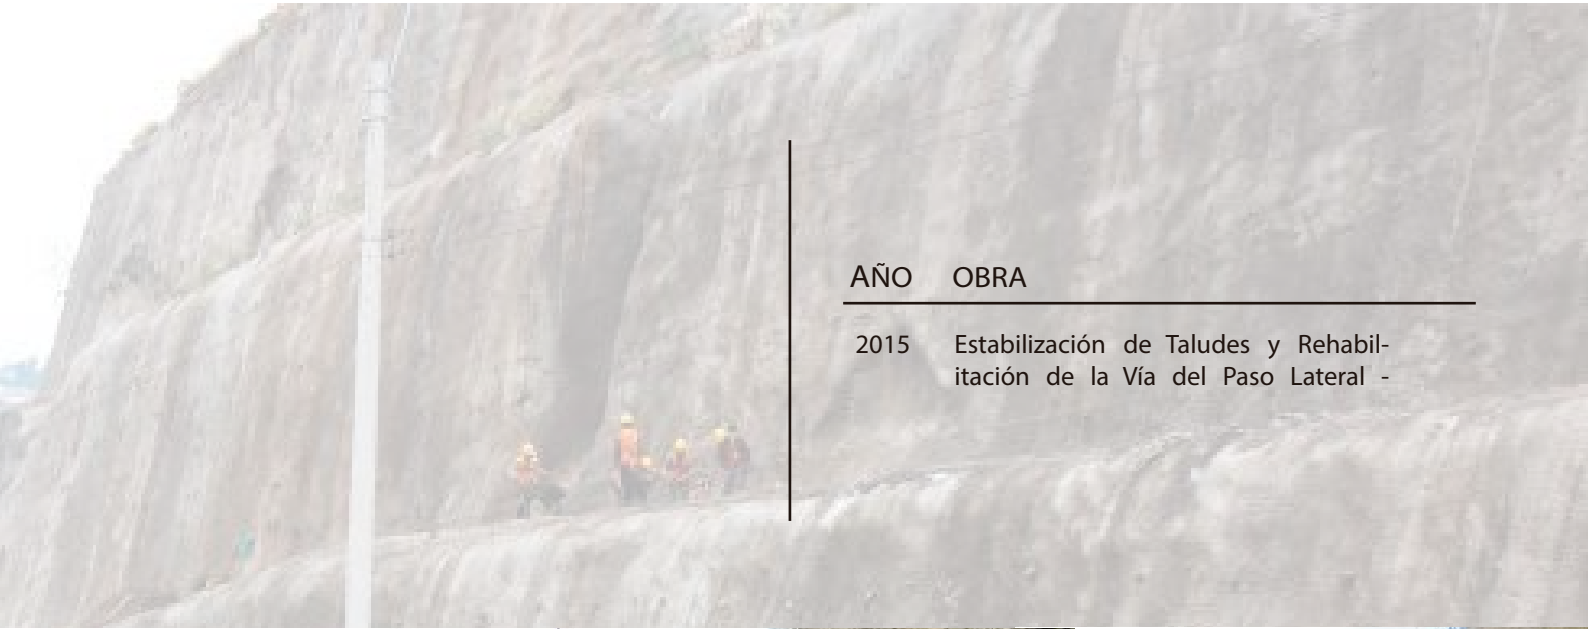 AÑO OBRA
2015 Estabilización de Taludes y Rehabil-
itación de la Vía del Paso Lateral -